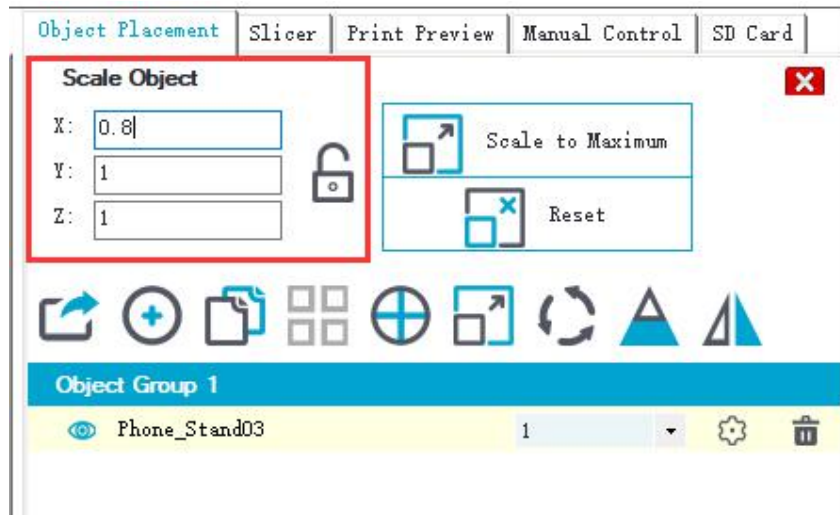 Object Placement Slicer Print Preview Manual Control SD Card
Scale Object
X: 0.8
Y: 1
Z: 1
Scale to Maximum
Reset
Object Group 1
Phone_Stand03 1